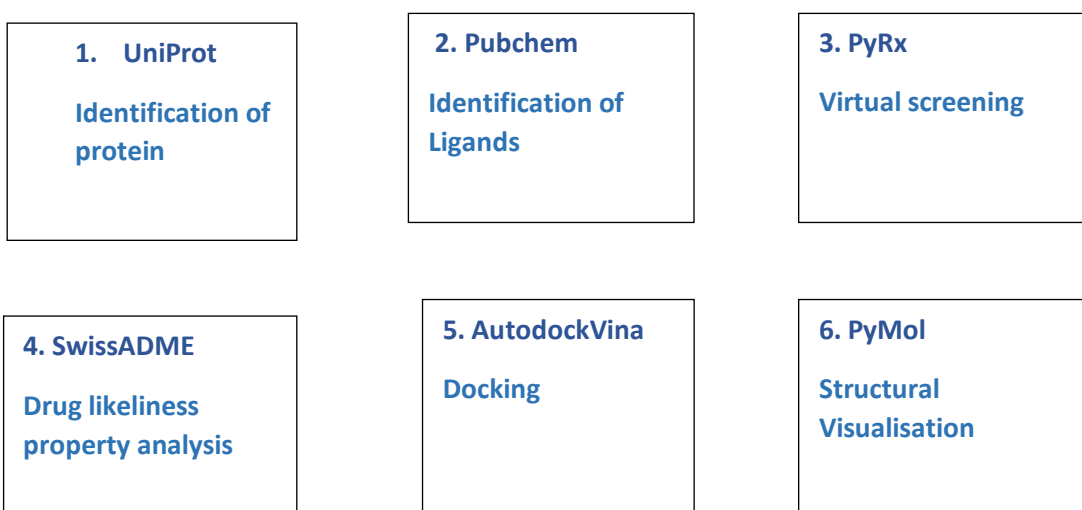 1. UniProt
Identification of
protein
2. Pubchem
Identification of
Ligands
3. PyRx
Virtual screening
4. SwissADME
Drug likeliness
property analysis
5. AutodockVina
Docking
6. PyMol
Structural
Visualisation